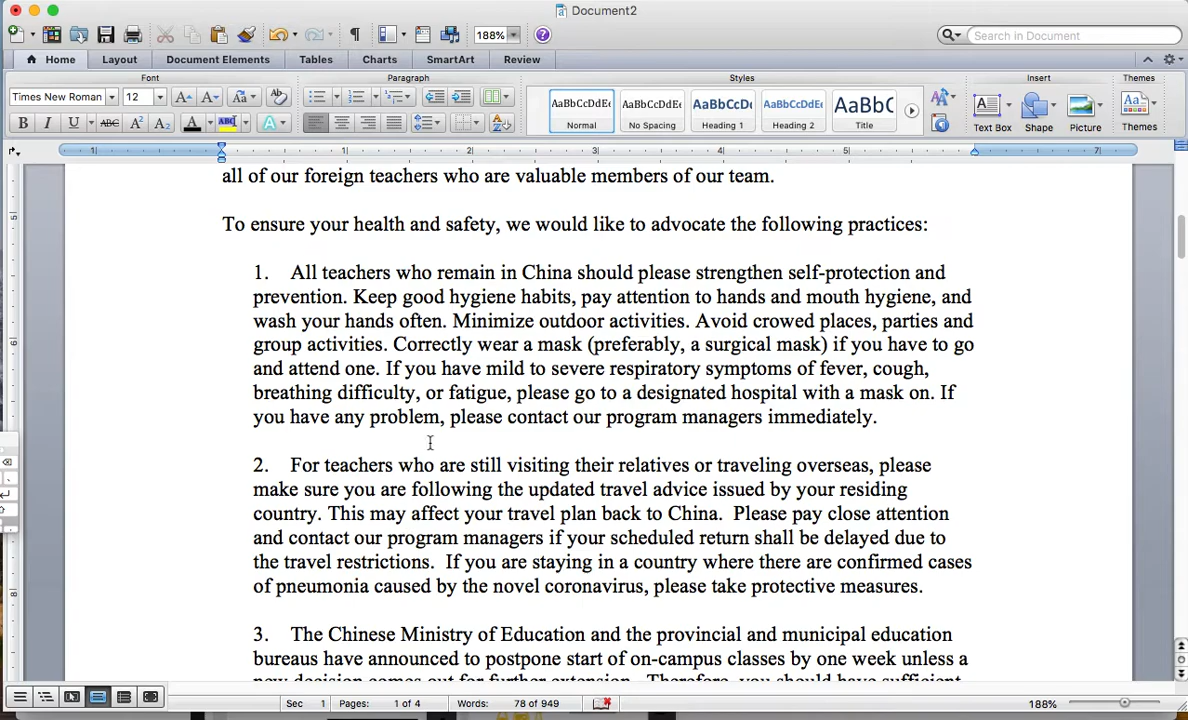 Document2
188%
Search in Document
Home Layout Document Elements Tables Charts SmartArt Review
Font Paragraph Styles Insert Themes
Times New Roman 12
AaBbCcDdEe AaBbCcDdEe AaBbCcDc AaBbCcDdEe AaBbC
Normal No Spacing Heading 1 Heading 2 Title
Text Box Shape Picture Themes
all of our foreign teachers who are valuable members of our team.
To ensure your health and safety, we would like to advocate the following practices:
1. All teachers who remain in China should please strengthen self-protection and
prevention. Keep good hygiene habits, pay attention to hands and mouth hygiene, and
wash your hands often. Minimize outdoor activities. Avoid crowed places, parties and
group activities. Correctly wear a mask (preferably, a surgical mask) if you have to go
and attend one. If you have mild to severe respiratory symptoms of fever, cough,
breathing difficulty, or fatigue, please go to a designated hospital with a mask on. If
you have any problem, please contact our program managers immediately.
2. For teachers who are still visiting their relatives or traveling overseas, please
make sure you are following the updated travel advice issued by your residing
country. This may affect your travel plan back to China.  Please pay close attention
and contact our program managers if your scheduled return shall be delayed due to
the travel restrictions.  If you are staying in a country where there are confirmed cases
of pneumonia caused by the novel coronavirus, please take protective measures.
3. The Chinese Ministry of Education and the provincial and municipal education
bureaus have announced to postpone start of on-campus classes by one week unless a
new decision comes out for further extension.  Therefore, you should have sufficient
Sec 1 Pages: 1 of 4 Words: 78 of 949 188%